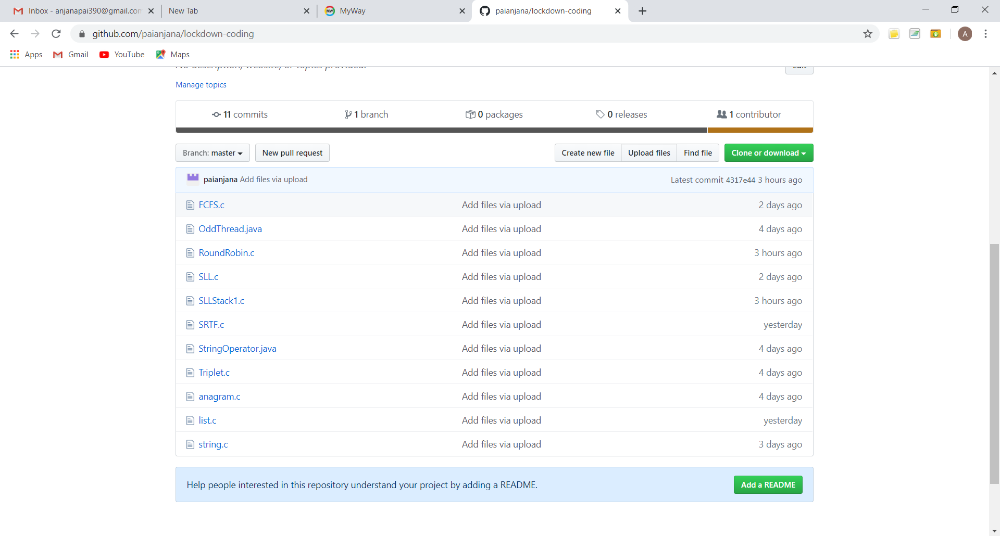 Inbox - anjanapai390@gmail.com
New Tab
MyWay
paianjana/lockdown-coding
github.com/paianjana/lockdown-coding
A
Apps Gmail YouTube Maps
No description, website, or topics provided.
Edit
Manage topics
11 commits 1 branch 0 packages 0 releases 1 contributor
Branch: master New pull request Create new file Upload files Find file Clone or download
paianjana Add files via upload Latest commit 4317e44 3 hours ago
FCFS.c Add files via upload 2 days ago
OddThread.java Add files via upload 4 days ago
RoundRobin.c Add files via upload 3 hours ago
SLL.c Add files via upload 2 days ago
SLLStack1.c Add files via upload 3 hours ago
SRTF.c Add files via upload yesterday
StringOperator.java Add files via upload 4 days ago
Triplet.c Add files via upload 4 days ago
anagram.c Add files via upload 4 days ago
list.c Add files via upload yesterday
string.c Add files via upload 3 days ago
Help people interested in this repository understand your project by adding a README. Add a README